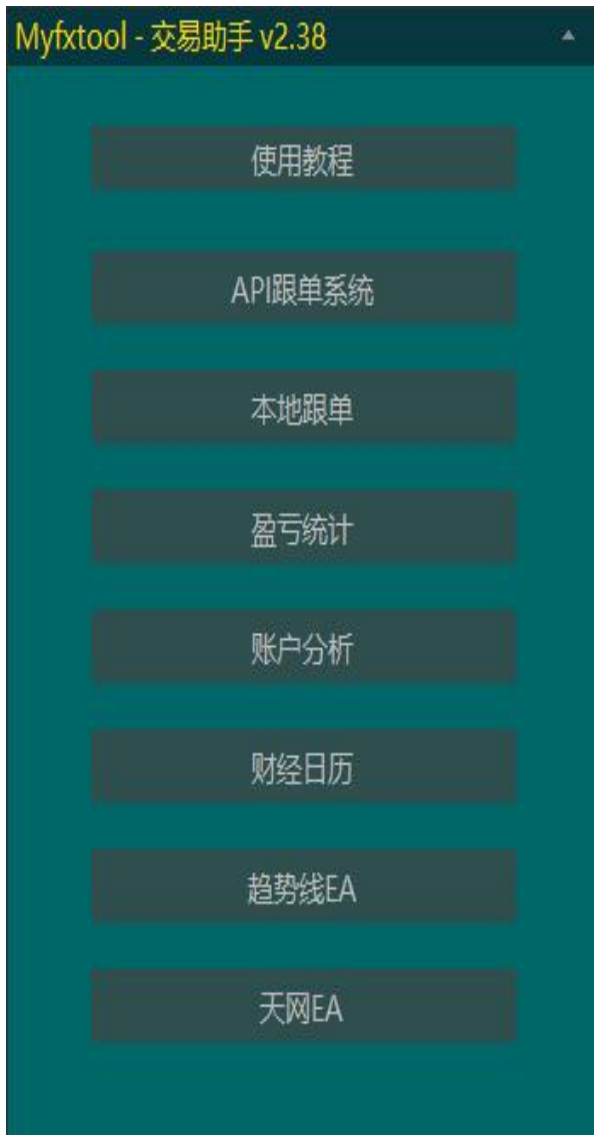 Myfxtool - 交易助手 v2.38
使用教程
API跟单系统
本地跟单
盈亏统计
账户分析
财经日历
趋势线EA
天网EA